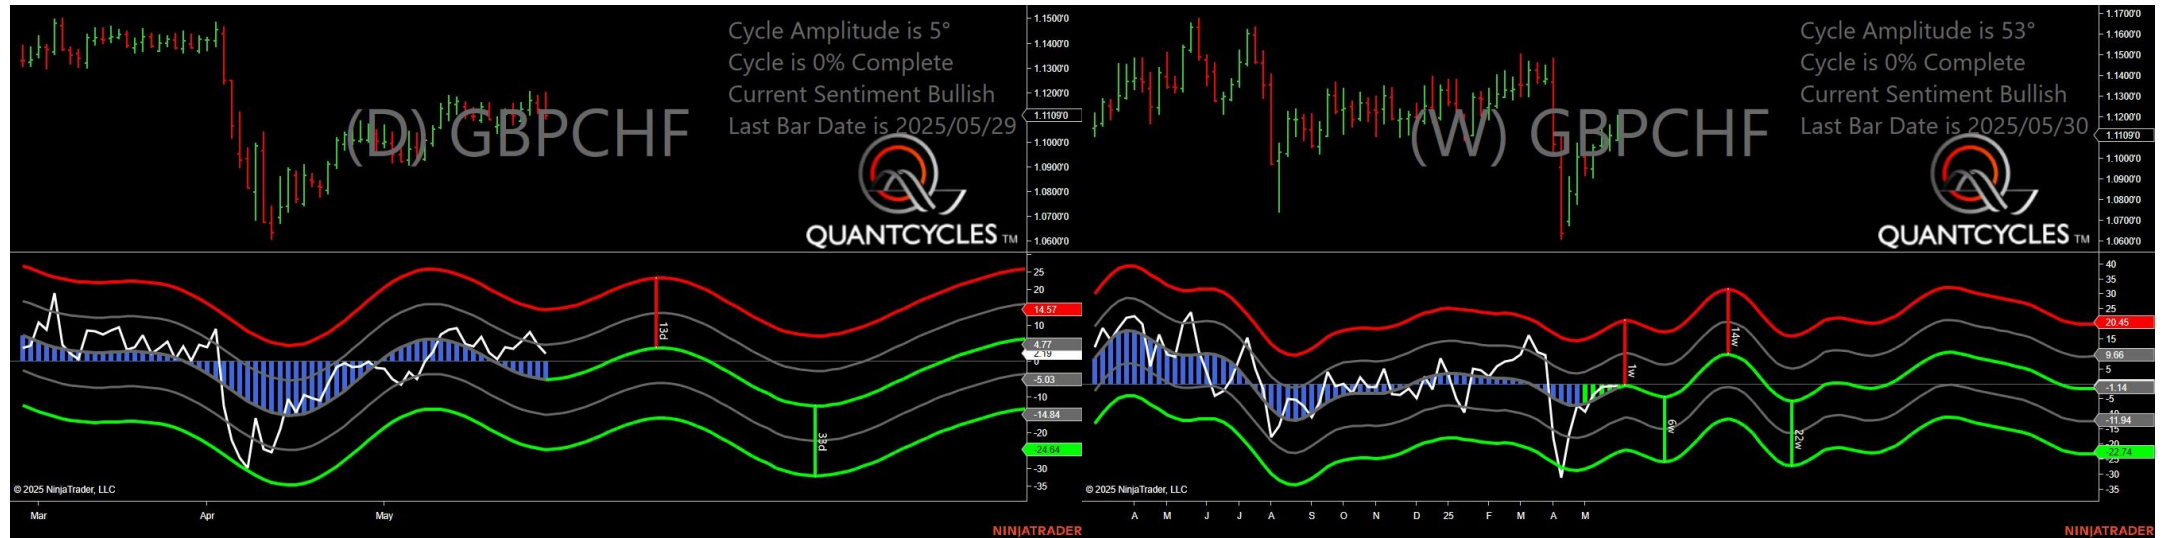 Cycle Amplitude is 5°
Cycle is 0% Complete
Current Sentiment Bullish
Last Bar Date is 2025/05/29
(D) GBPCHF
QUANTCYCLES TM
1.1500'0
1.1400'0
1.1300'0
1.1200'0
1.1109'0
1.1000'0
1.0900'0
1.0800'0
1.0700'0
1.0600'0
25
20
14.57
10
4.77
2.19
0
-5.03
-10
-14.84
-20
-24.64
-30
-35
13d
33d
© 2025 NinjaTrader, LLC
Mar
Apr
May
NINJATRADER
Cycle Amplitude is 53°
Cycle is 0% Complete
Current Sentiment Bullish
Last Bar Date is 2025/05/30
(W) GBPCHF
QUANTCYCLES TM
1.1700'0
1.1600'0
1.1500'0
1.1400'0
1.1300'0
1.1200'0
1.1109'0
1.1000'0
1.0900'0
1.0800'0
1.0700'0
1.0600'0
40
35
30
25
20.45
15
9.66
5
-1.14
-5
-11.94
-15
-20
-22.74
-30
-35
1w
6w
14w
22w
© 2025 NinjaTrader, LLC
A
M
J
J
A
S
O
N
D
25
F
M
A
M
NINJATRADER